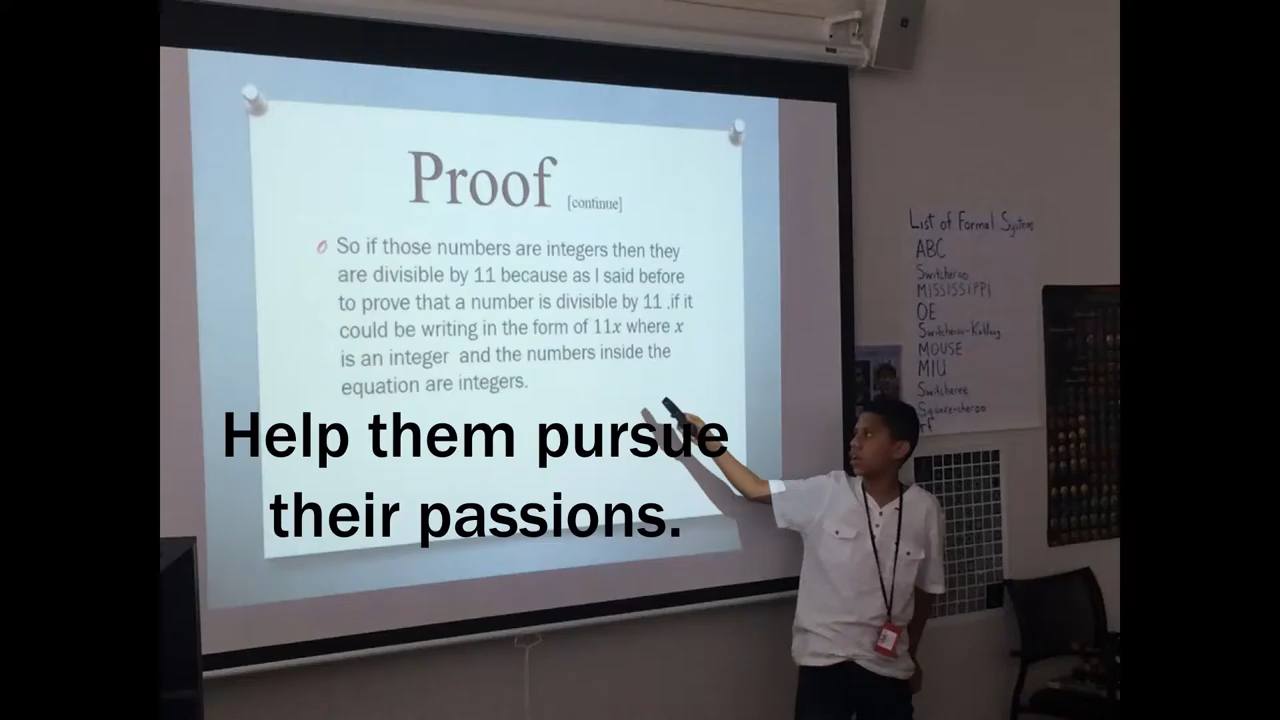 Proof [continue]
So if those numbers are integers then they
are divisible by 11 because as I said before
to prove that a number is divisible by 11 .if it
could be writing in the form of 11x where x
is an integer and the numbers inside the
equation are integers.
Help them pursue
their passions.
List of Formal Systems
ABC
Switcheroo
MISSISSIPPI
OE
MOUSE
MIU
Switcheree
Square-cheroo